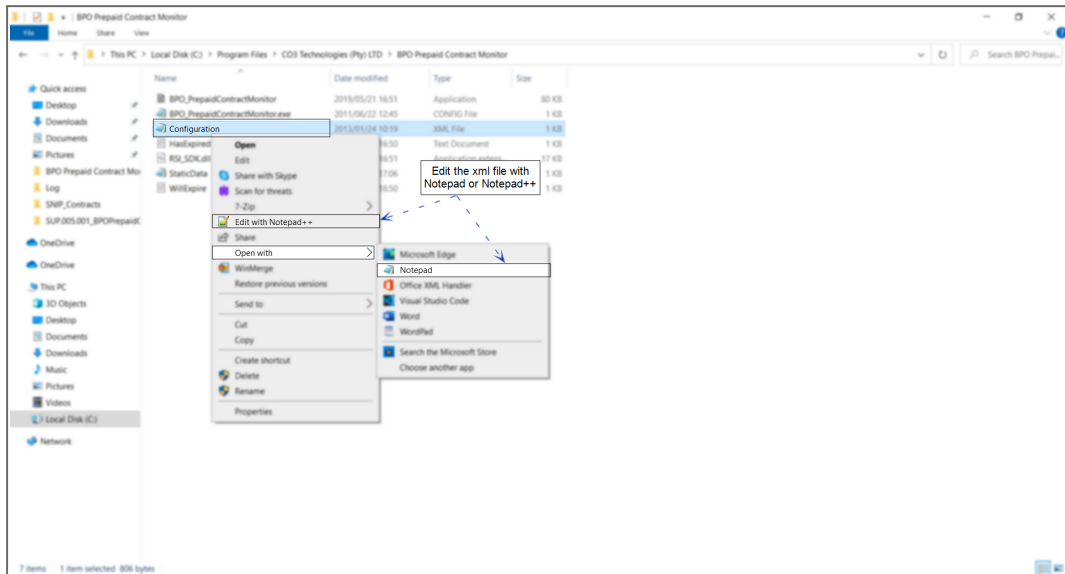 BPO Prepaid Contract Monitor
File Home Share View
This PC > Local Disk (C:) > Program Files > CO3 Technologies (Pty) LTD > BPO Prepaid Contract Monitor
Search BPO Prepai...
Name Date modified Type Size
Quick access
Desktop
Downloads
Documents
Pictures
BPO Prepaid Contract Mo
Log
SNIP_Contracts
SUP.005.001_BPOPrepaidC
OneDrive
OneDrive
This PC
3D Objects
Desktop
Documents
Downloads
Music
Pictures
Videos
Local Disk (C:)
Network
BPO_PrepaidContractMonitor 2019/05/21 16:51 Application 80 KB
BPO_PrepaidContractMonitor.exe 2011/06/22 12:45 CONFIG File 1 KB
Configuration 2013/01/24 10:19 XML File 1 KB
HasExpired 16:50 Text Document 1 KB
RSI_SDK.dll 16:51 Application extens... 17 KB
StaticData 17:06 1 KB
WillExpire 16:50 1 KB
Open
Edit
Share with Skype
Scan for threats
7-Zip >
Edit with Notepad++
Share
Open with >
WinMerge
Restore previous versions
Send to >
Cut
Copy
Create shortcut
Delete
Rename
Properties
Edit the xml file with
Notepad or Notepad++
Microsoft Edge
Notepad
Office XML Handler
Visual Studio Code
Word
WordPad
Search the Microsoft Store
Choose another app
7 items 1 item selected 806 bytes